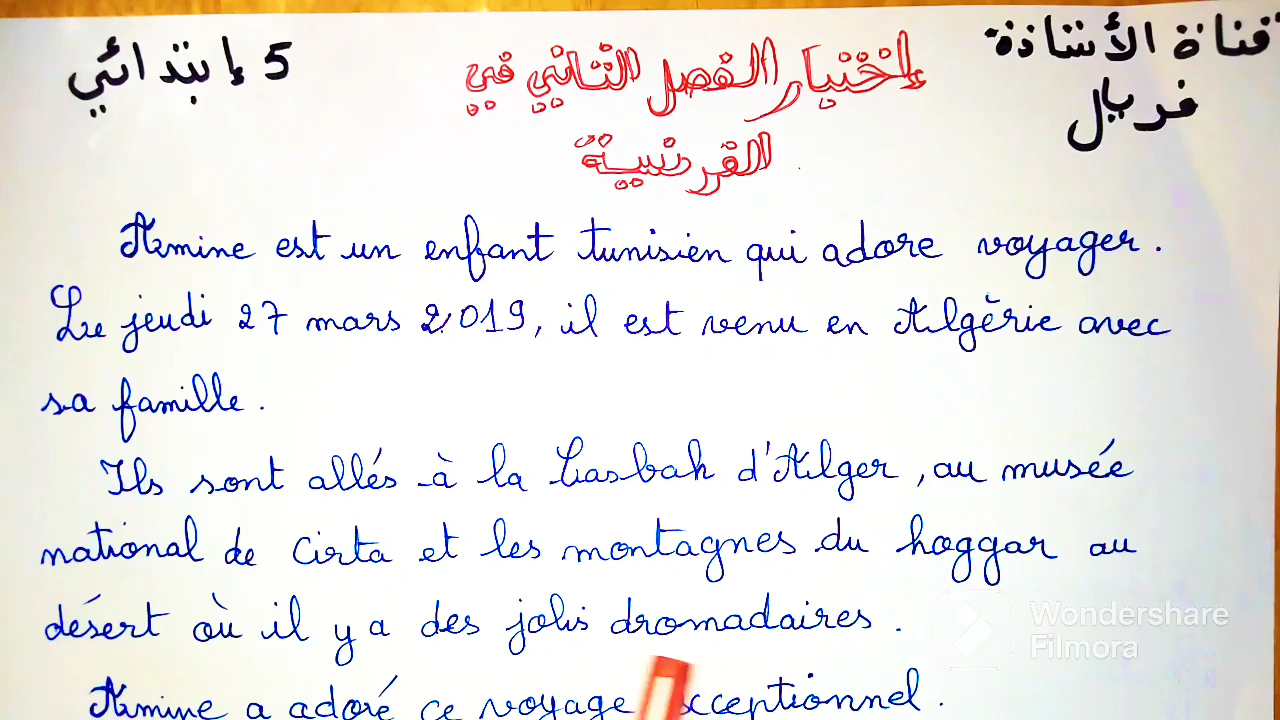 قناة الأستاذة
فريال
إختبار الفصل الثاني في
الفرنسية
5 إبتدائي
Amine est un enfant tunisien qui adore voyager.
Le jeudi 27 mars 2019, il est venu en Algérie avec
sa famille.
Ils sont allés à la Casbah d'Alger, au musée
national de Cirta et les montagnes du hoggar au
désert où il y a des jolis dromadaires.
Amine a adoré ce voyage exceptionnel.
Wondershare
Filmora